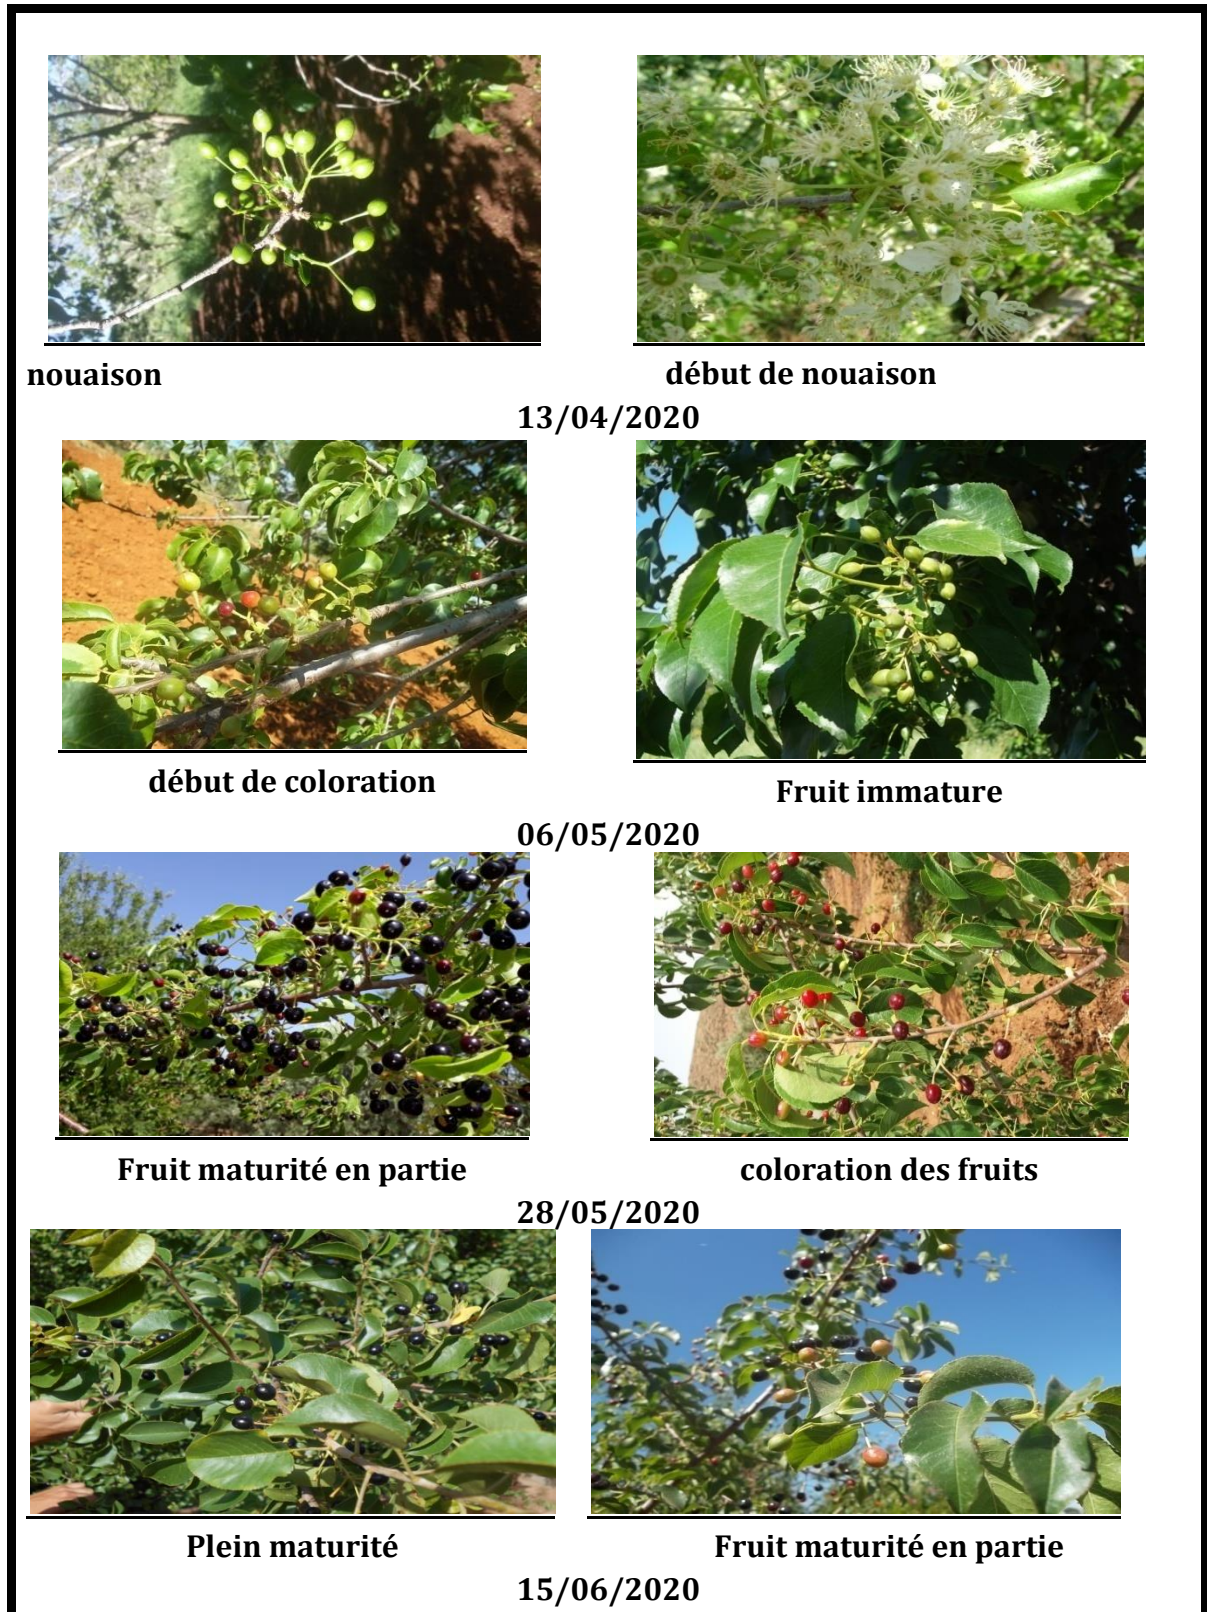 nouaison
début de nouaison
13/04/2020
début de coloration
Fruit immature
06/05/2020
Fruit maturité en partie
coloration des fruits
28/05/2020
Plein maturité
Fruit maturité en partie
15/06/2020